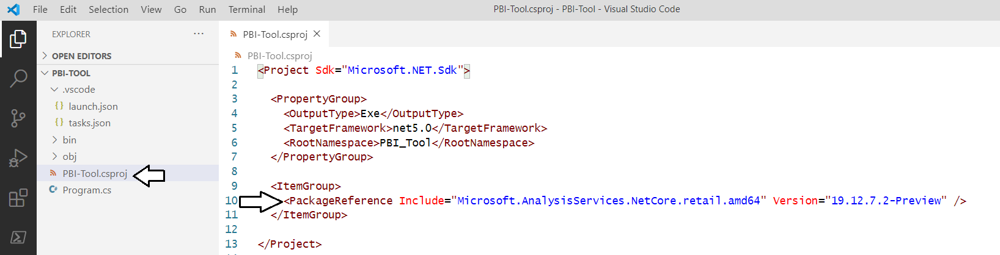 File Edit Selection View Go Run Terminal Help PBI-Tool.csproj - PBI-Tool - Visual Studio Code
EXPLORER ...
OPEN EDITORS
PBI-TOOL
.vscode
{} launch.json
{} tasks.json
bin
obj
PBI-Tool.csproj
C# Program.cs
PBI-Tool.csproj
PBI-Tool.csproj
1 <Project Sdk="Microsoft.NET.Sdk">
2
3 <PropertyGroup>
4 <OutputType>Exe</OutputType>
5 <TargetFramework>net5.0</TargetFramework>
6 <RootNamespace>PBI_Tool</RootNamespace>
7 </PropertyGroup>
8
9 <ItemGroup>
10 <PackageReference Include="Microsoft.AnalysisServices.NetCore.retail.amd64" Version="19.12.7.2-Preview" />
11 </ItemGroup>
12
13 </Project>